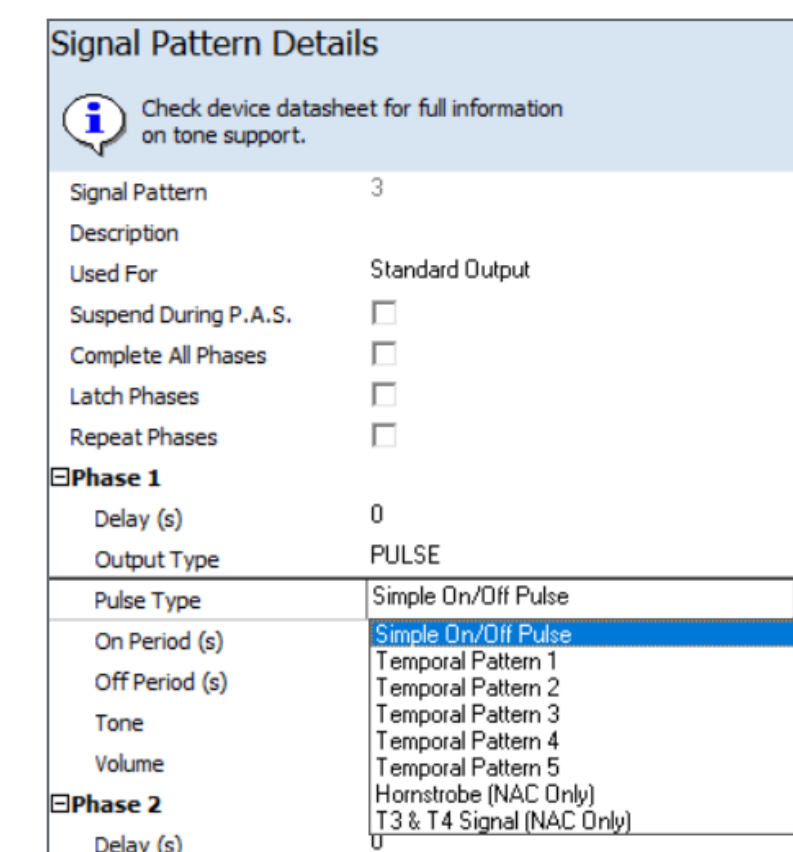 Signal Pattern Details
Check device datasheet for full information
on tone support.
Signal Pattern 3
Description
Used For Standard Output
Suspend During P.A.S.
Complete All Phases
Latch Phases
Repeat Phases
Phase 1
Delay (s) 0
Output Type PULSE
Pulse Type Simple On/Off Pulse
On Period (s) Simple On/Off Pulse
Temporal Pattern 1
Off Period (s) Temporal Pattern 2
Tone Temporal Pattern 3
Temporal Pattern 4
Volume Temporal Pattern 5
Phase 2 Hornstrobe (NAC Only)
T3 & T4 Signal (NAC Only)
Delay (s) 0